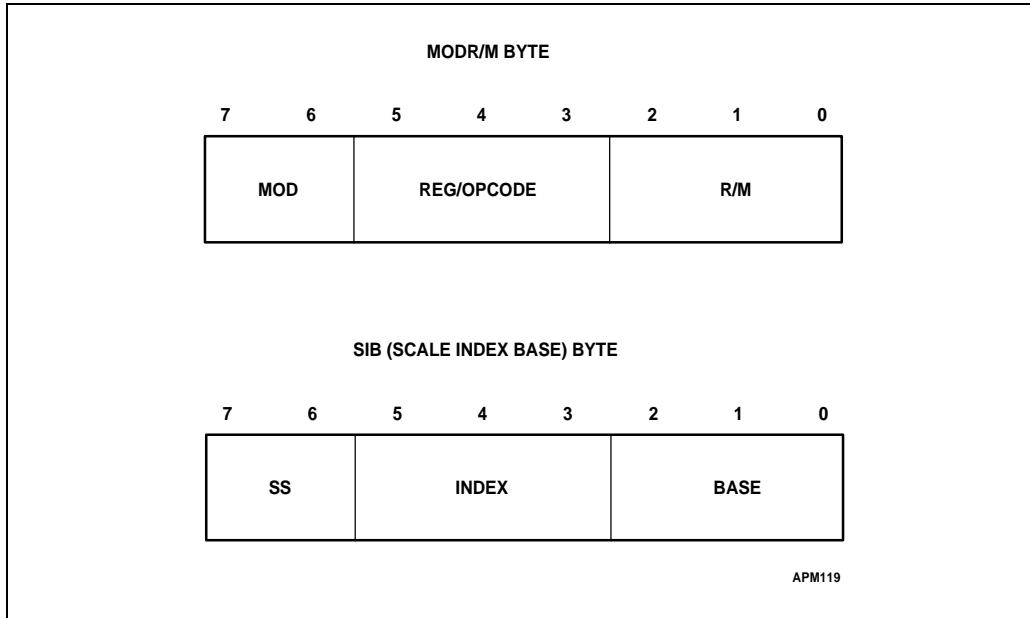 MODR/M BYTE
7 6 5 4 3 2 1 0
MOD REG/OPCODE R/M
SIB (SCALE INDEX BASE) BYTE
7 6 5 4 3 2 1 0
SS INDEX BASE
APM119